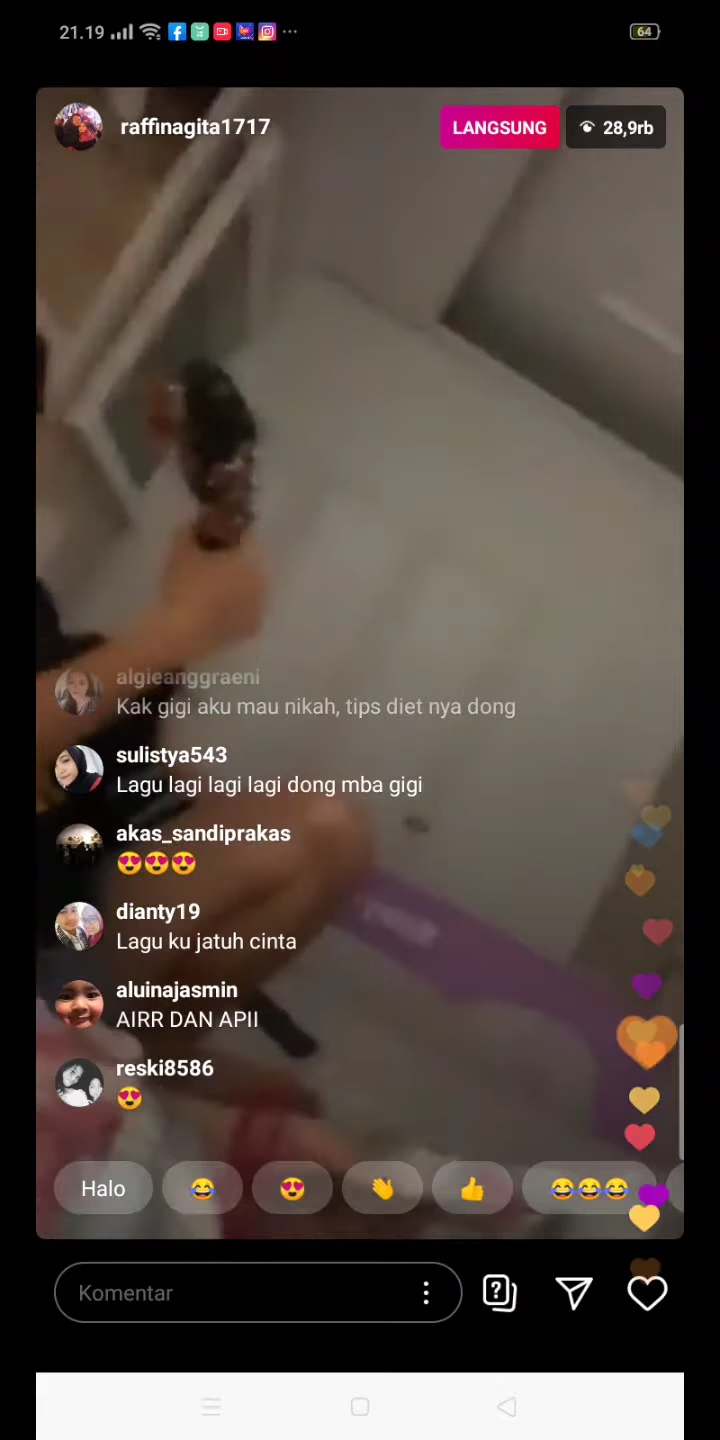 21.19
64
raffinagita1717
LANGSUNG
28,9rb
algieanggraeni
Kak gigi aku mau nikah, tips diet nya dong
sulistya543
Lagu lagi lagi lagi dong mba gigi
akas_sandiprakas
😍😍😍
dianty19
Lagu ku jatuh cinta
aluinajasmin
AIRR DAN APII
reski8586
😍
Halo 😂 😍 👋 👍 😂😂😂
Komentar